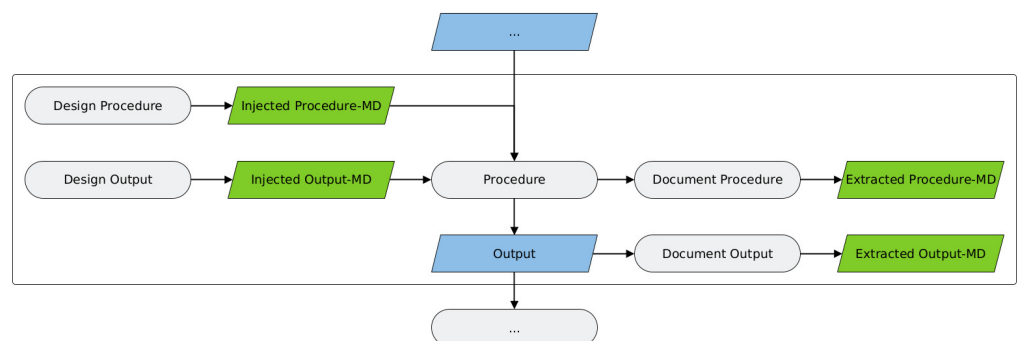 ...
Design Procedure
Injected Procedure-MD
Design Output
Injected Output-MD
Procedure
Document Procedure
Extracted Procedure-MD
Output
Document Output
Extracted Output-MD
...